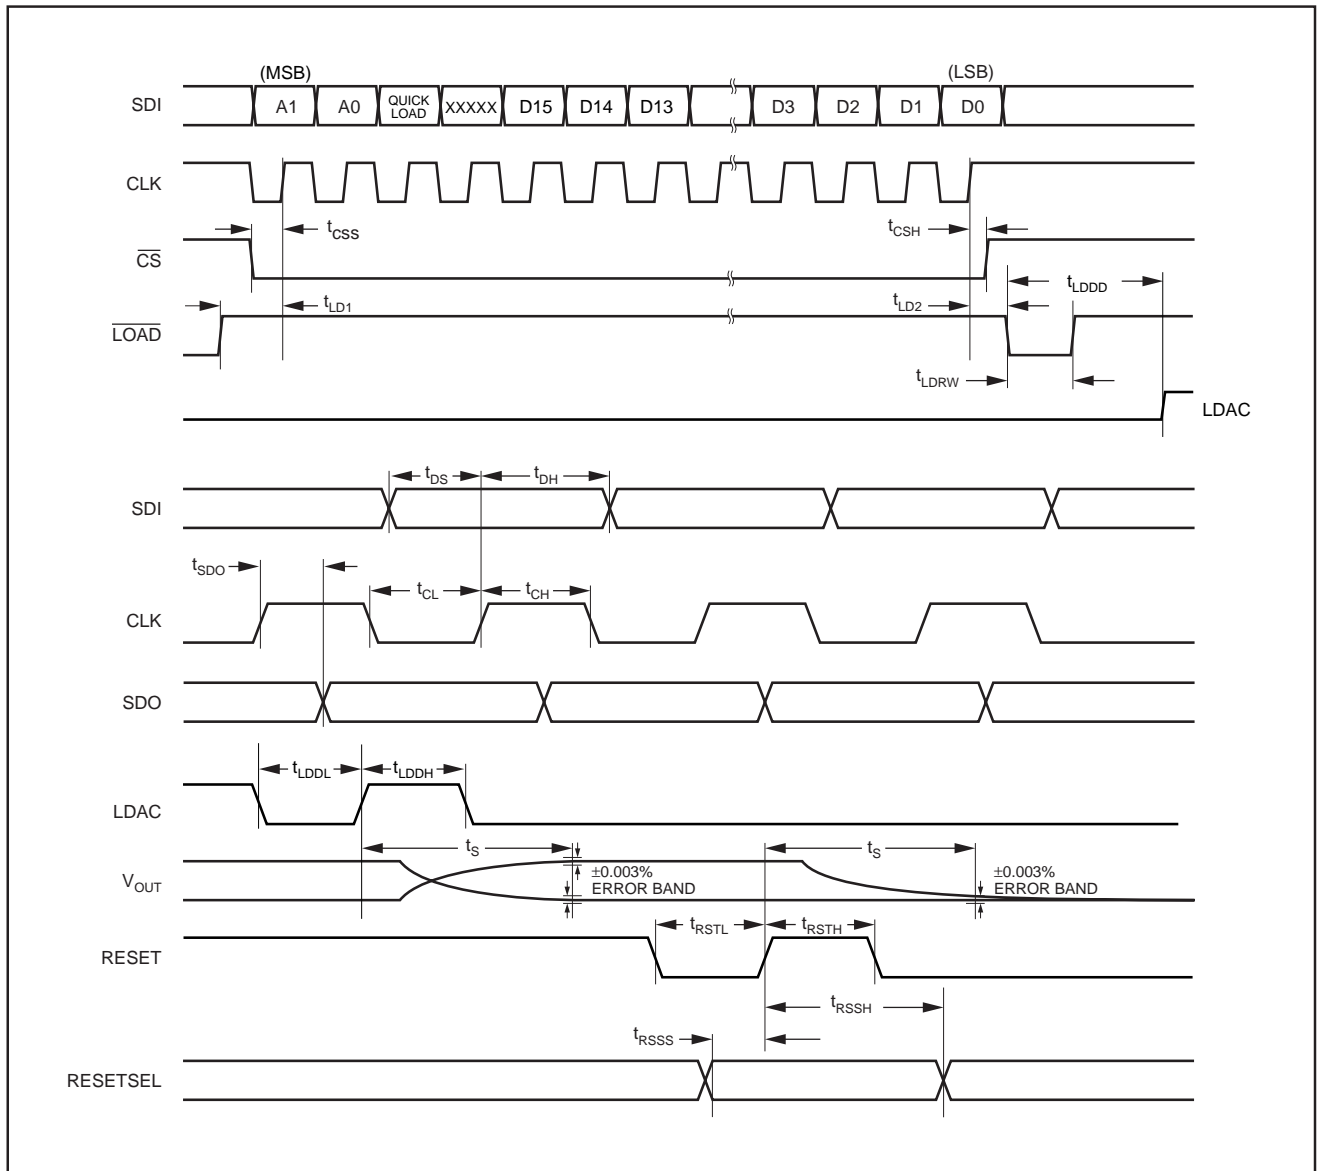 (MSB) (LSB)
SDI A1 A0 QUICK LOAD XXXXX D15 D14 D13 D3 D2 D1 D0
CLK
tCSS tCSH
CS
tLD1 tLD2 tLDDD
LOAD
tLDRW
LDAC
tDS tDH
SDI
tSDO tCL tCH
CLK
SDO
tLDDL tLDDH
LDAC
tS tS
VOUT ±0.003% ERROR BAND ±0.003% ERROR BAND
tRSTL tRSTH
RESET
tRSSH
tRSSS
RESETSEL